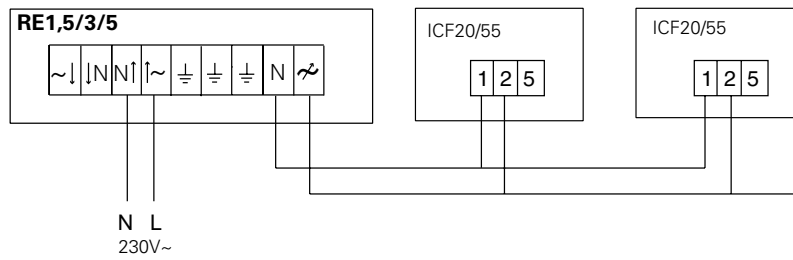 RE1,5/3/5
~↓ ↓N N↑ ↑~ ⏚ ⏚ ⏚ N ~
ICF20/55
1 2 5
ICF20/55
1 2 5
N L
230V~